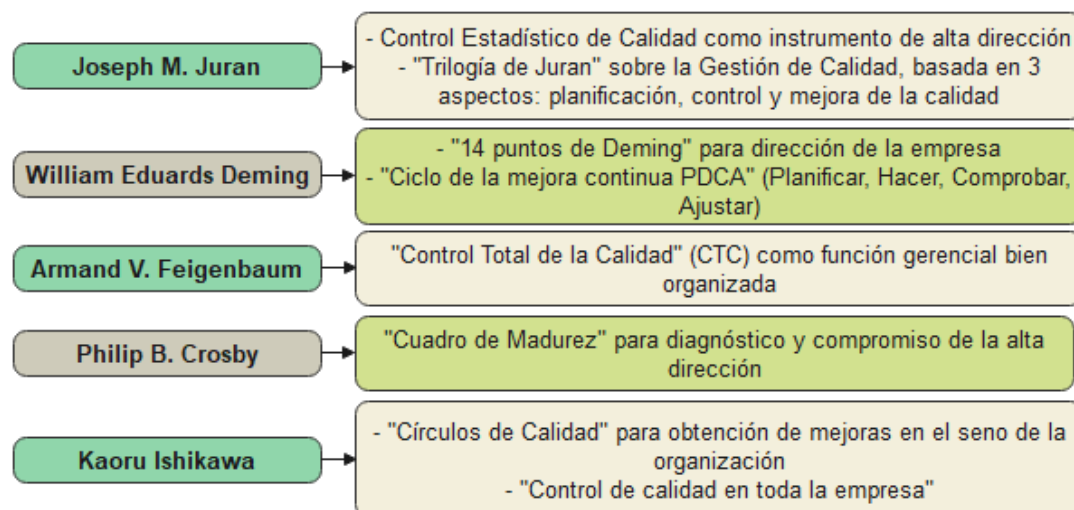 Joseph M. Juran
- Control Estadístico de Calidad como instrumento de alta dirección
- "Trilogía de Juran" sobre la Gestión de Calidad, basada en 3
aspectos: planificación, control y mejora de la calidad
William Eduards Deming
- "14 puntos de Deming" para dirección de la empresa
- "Ciclo de la mejora continua PDCA" (Planificar, Hacer, Comprobar,
Ajustar)
Armand V. Feigenbaum
"Control Total de la Calidad" (CTC) como función gerencial bien
organizada
Philip B. Crosby
"Cuadro de Madurez" para diagnóstico y compromiso de la alta
dirección
Kaoru Ishikawa
- "Círculos de Calidad" para obtención de mejoras en el seno de la
organización
- "Control de calidad en toda la empresa"